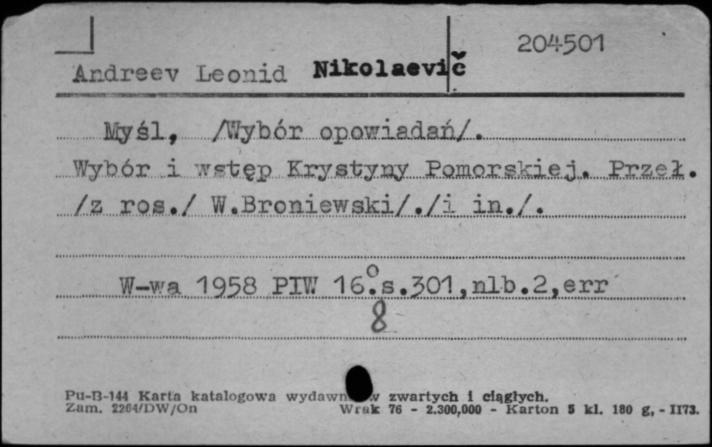 204501
Andreev Leonid Nikolaevič
Myśl, /Wybór opowiadań/.
Wybór i wstęp Krystyny Pomorskiej. Przeł.
/z ros./ W.Broniewski/./i in./.
W-wa 1958 PIW 16°.s.301,nlb.2,err
8
Pu-B-144 Karta katalogowa zwartych i ciągłych.
Zam. 2264/DW/On Wrak 76 - 2.300,000 - Karton 5 kl. 180 g, - II73.